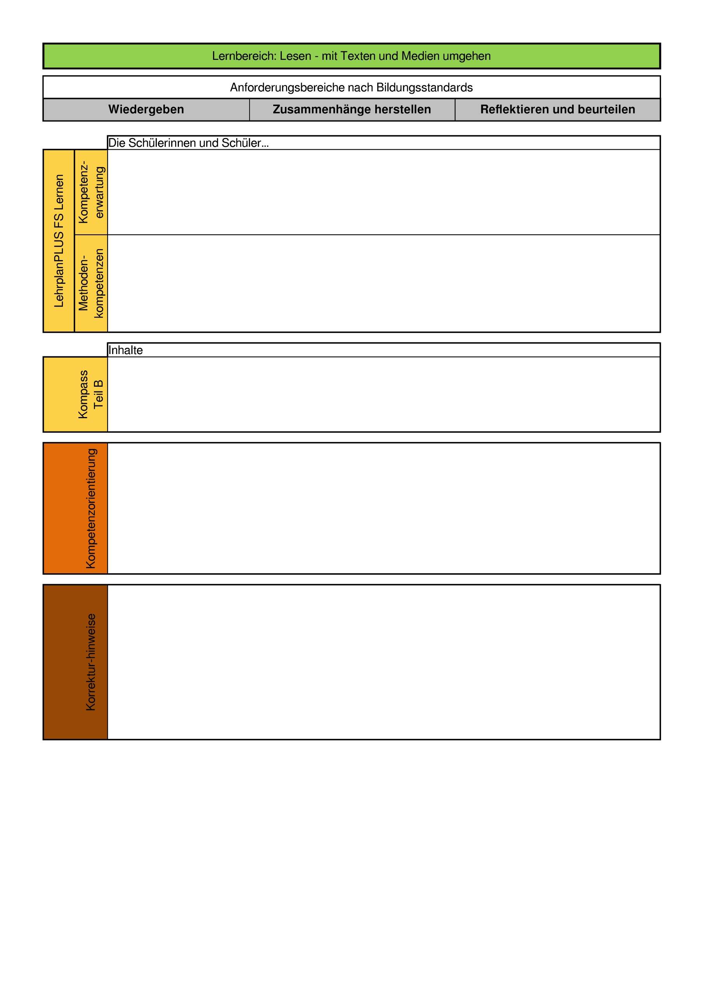 Lernbereich: Lesen - mit Texten und Medien umgehen
Anforderungsbereiche nach Bildungsstandards
Wiedergeben
Zusammenhänge herstellen
Reflektieren und beurteilen
Die Schülerinnen und Schüler...
LehrplanPLUS FS Lernen
Kompetenz-
erwartung
Methoden-
kompetenzen
Inhalte
Kompass
Teil B
Kompetenzorientierung
Korrektur-hinweise